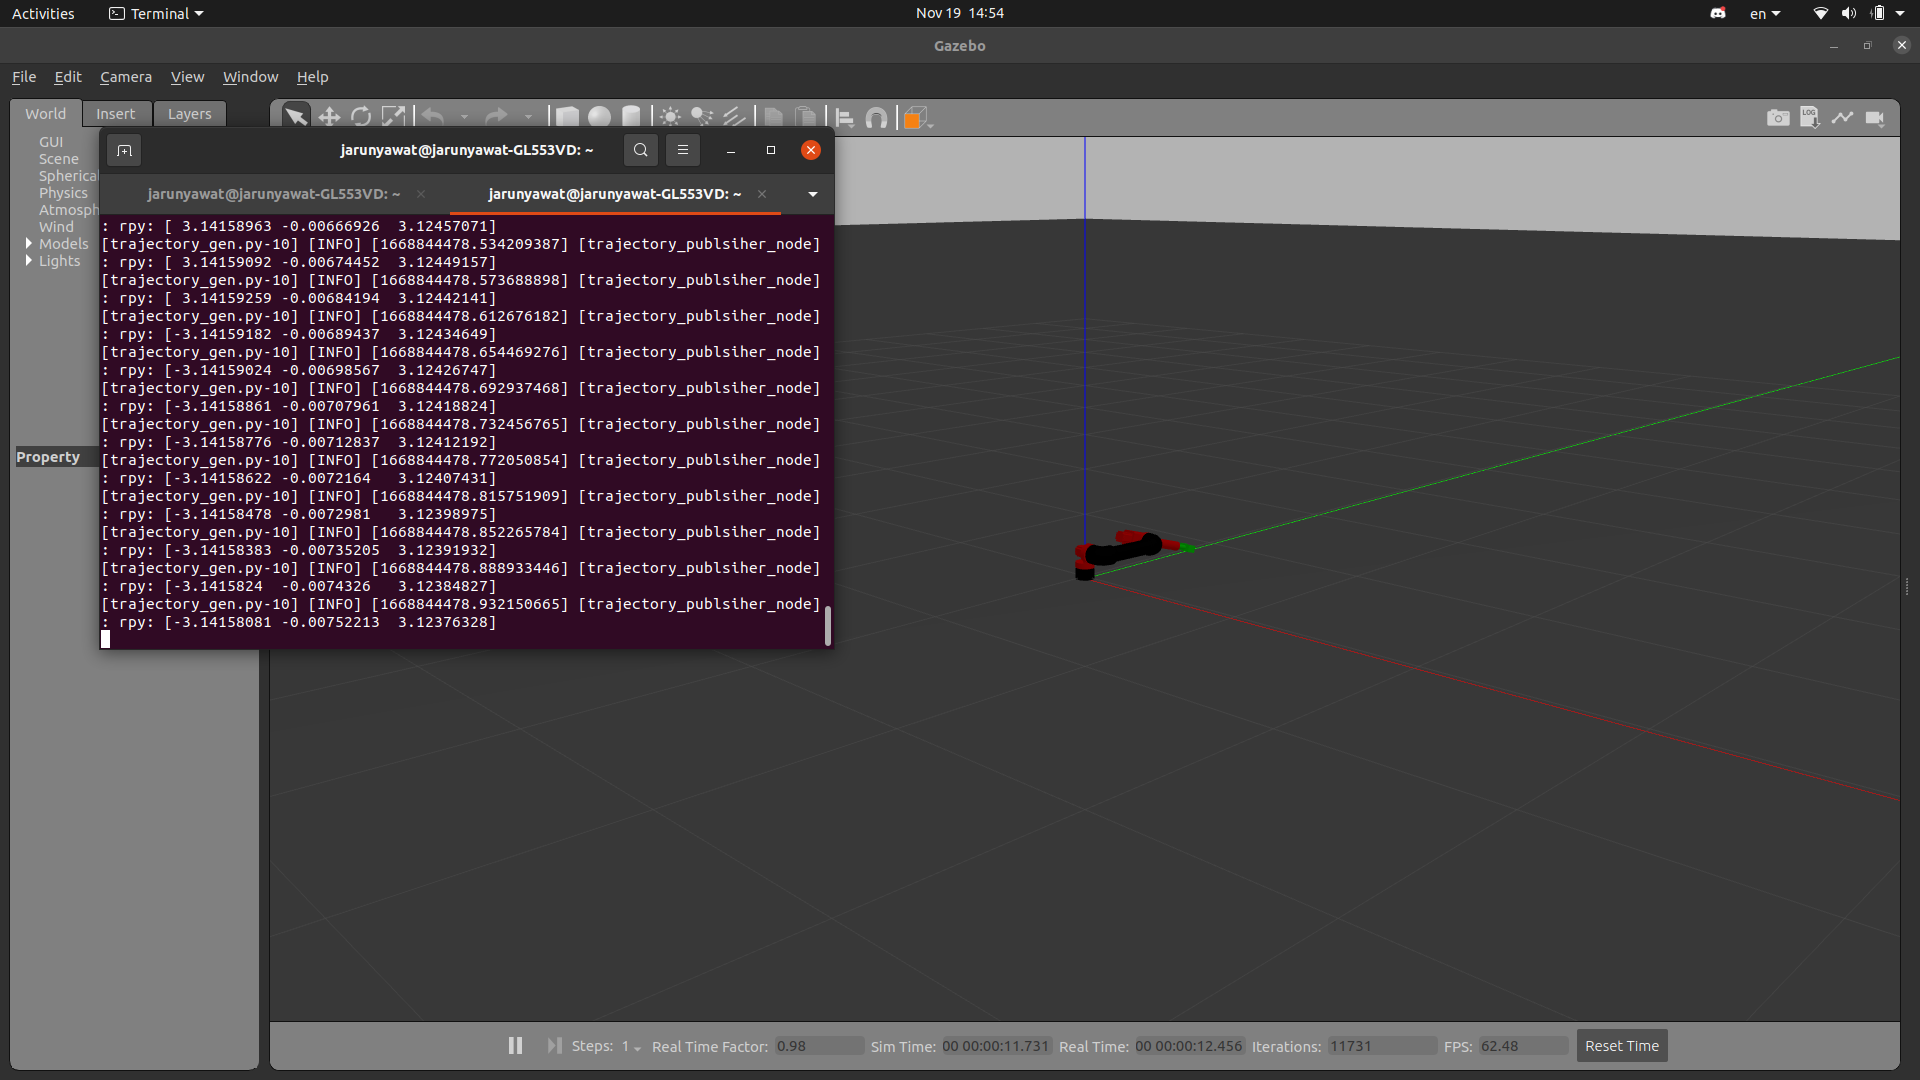 Activities Terminal Nov 19 14:54 en
Gazebo
File Edit Camera View Window Help
World Insert Layers
GUI
Scene
Spherica
Physics
Atmosph
Wind
Models
Lights
Property
jarunyawat@jarunyawat-GL553VD: ~
jarunyawat@jarunyawat-GL553VD: ~ jarunyawat@jarunyawat-GL553VD: ~
: rpy: [ 3.14158963 -0.00666926  3.12457071]
[trajectory_gen.py-10] [INFO] [1668844478.534209387] [trajectory_publsiher_node]
: rpy: [ 3.14159092 -0.00674452  3.12449157]
[trajectory_gen.py-10] [INFO] [1668844478.573688898] [trajectory_publsiher_node]
: rpy: [ 3.14159259 -0.00684194  3.12442141]
[trajectory_gen.py-10] [INFO] [1668844478.612676182] [trajectory_publsiher_node]
: rpy: [-3.14159182 -0.00689437  3.12434649]
[trajectory_gen.py-10] [INFO] [1668844478.654469276] [trajectory_publsiher_node]
: rpy: [-3.14159024 -0.00698567  3.12426747]
[trajectory_gen.py-10] [INFO] [1668844478.692937468] [trajectory_publsiher_node]
: rpy: [-3.14158861 -0.00707961  3.12418824]
[trajectory_gen.py-10] [INFO] [1668844478.732456765] [trajectory_publsiher_node]
: rpy: [-3.14158776 -0.00712837  3.12412192]
[trajectory_gen.py-10] [INFO] [1668844478.772050854] [trajectory_publsiher_node]
: rpy: [-3.14158622 -0.0072164   3.12407431]
[trajectory_gen.py-10] [INFO] [1668844478.815751909] [trajectory_publsiher_node]
: rpy: [-3.14158478 -0.0072981   3.12398975]
[trajectory_gen.py-10] [INFO] [1668844478.852265784] [trajectory_publsiher_node]
: rpy: [-3.14158383 -0.00735205  3.12391932]
[trajectory_gen.py-10] [INFO] [1668844478.888933446] [trajectory_publsiher_node]
: rpy: [-3.1415824  -0.0074326   3.12384827]
[trajectory_gen.py-10] [INFO] [1668844478.932150665] [trajectory_publsiher_node]
: rpy: [-3.14158081 -0.00752213  3.12376328]
LOG
Steps: 1 Real Time Factor: 0.98 Sim Time: 00 00:00:11.731 Real Time: 00 00:00:12.456 Iterations: 11731 FPS: 62.48 Reset Time